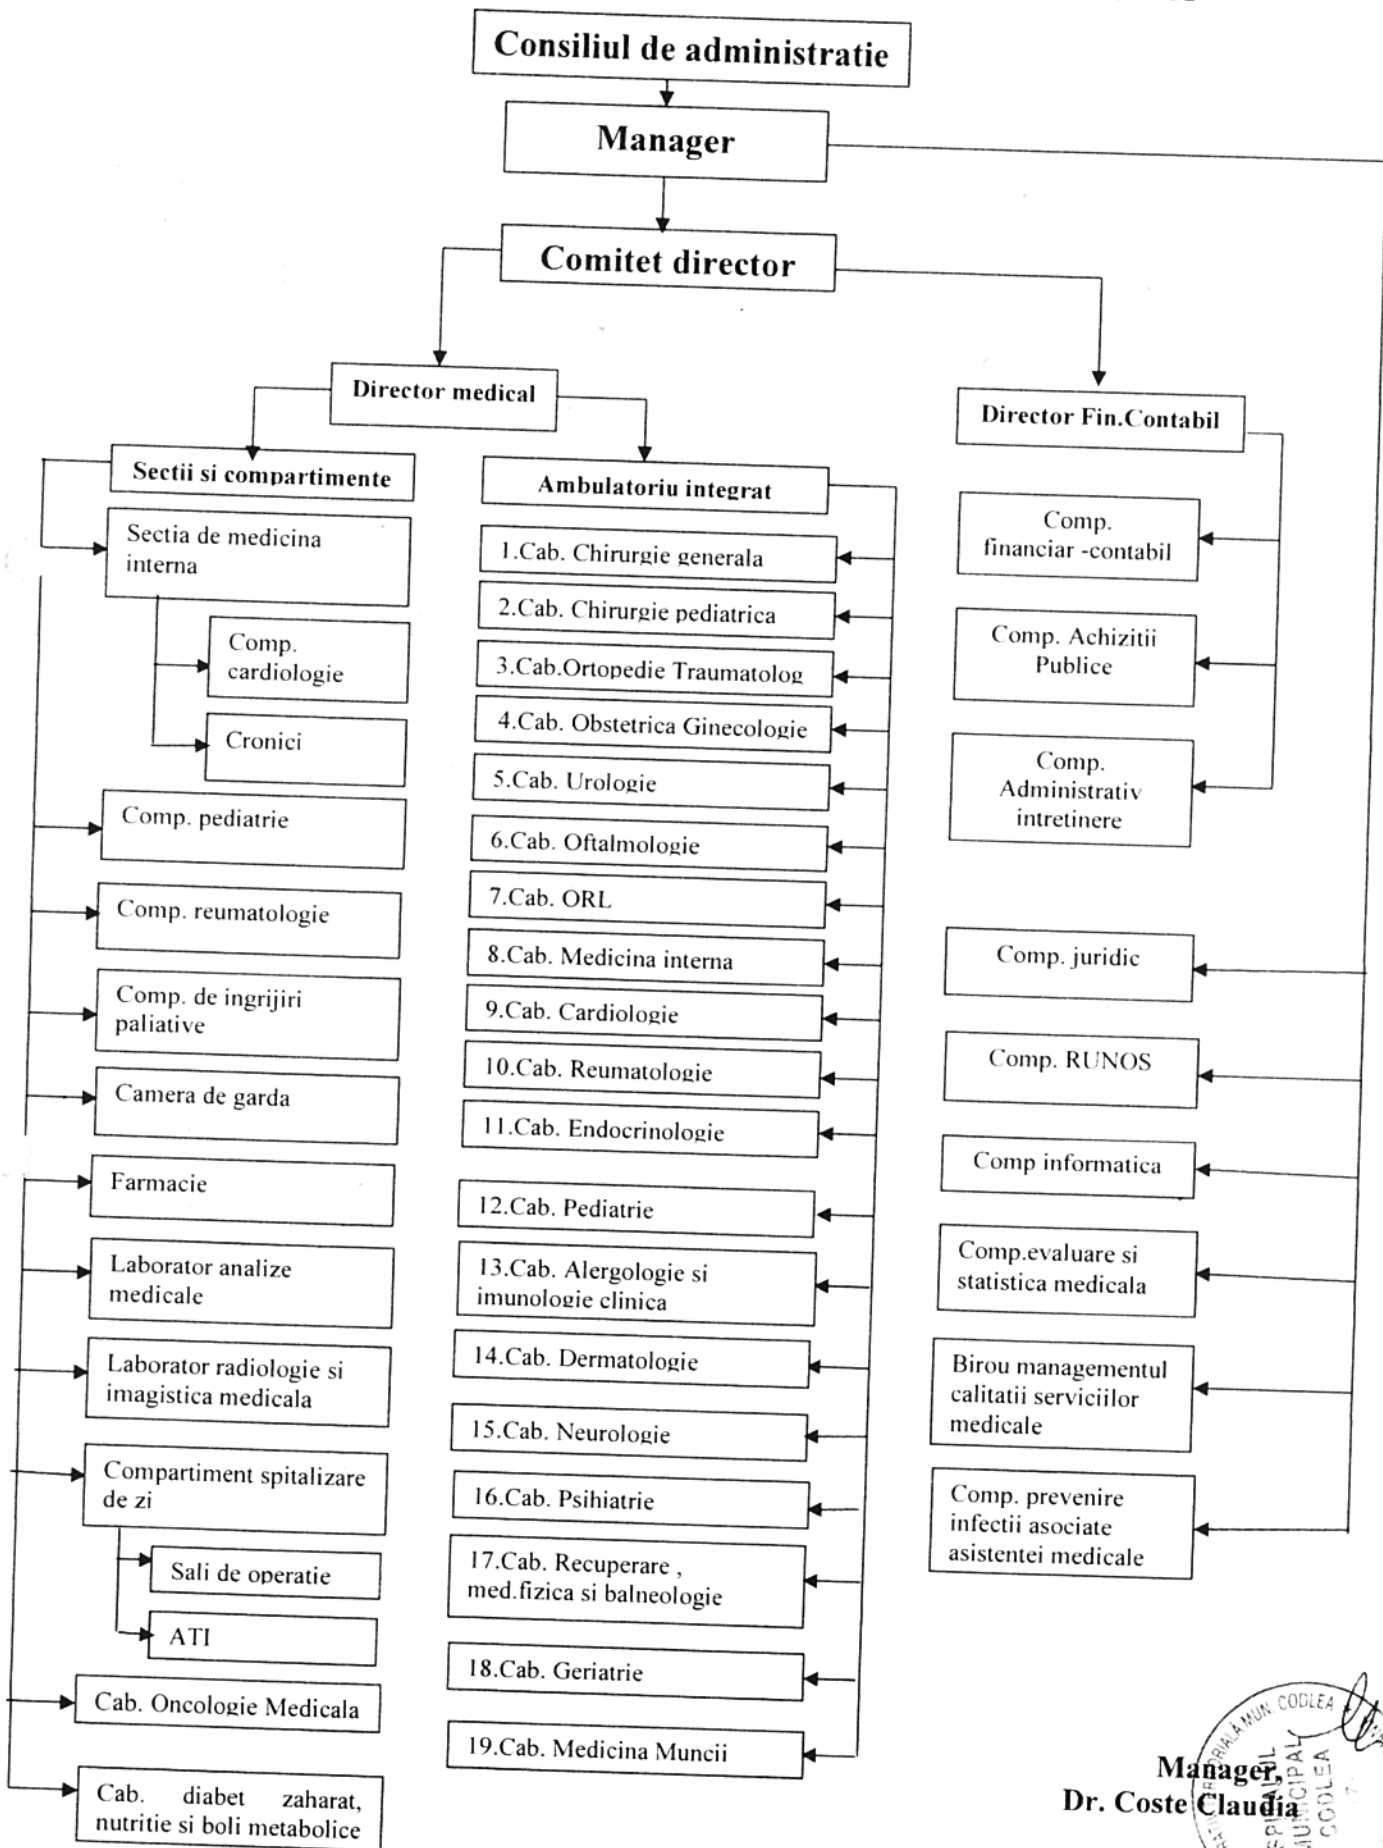 Consiliul de administratie
Manager
Comitet director
Director medical
Director Fin.Contabil
Sectii si compartimente
Sectia de medicina
interna
Comp.
cardiologie
Cronici
Comp. pediatrie
Comp. reumatologie
Comp. de ingrijiri
paliative
Camera de garda
Farmacie
Laborator analize
medicale
Laborator radiologie si
imagistica medicala
Compartiment spitalizare
de zi
Sali de operatie
ATI
Cab. Oncologie Medicala
Cab. diabet zaharat,
nutritie si boli metabolice
Ambulatoriu integrat
1.Cab. Chirurgie generala
2.Cab. Chirurgie pediatrica
3.Cab.Ortopedie Traumatolog
4.Cab. Obstetrica Ginecologie
5.Cab. Urologie
6.Cab. Oftalmologie
7.Cab. ORL
8.Cab. Medicina interna
9.Cab. Cardiologie
10.Cab. Reumatologie
11.Cab. Endocrinologie
12.Cab. Pediatrie
13.Cab. Alergologie si
imunologie clinica
14.Cab. Dermatologie
15.Cab. Neurologie
16.Cab. Psihiatrie
17.Cab. Recuperare ,
med.fizica si balneologie
18.Cab. Geriatrie
19.Cab. Medicina Muncii
Comp.
financiar -contabil
Comp. Achizitii
Publice
Comp.
Administrativ
intretinere
Comp. juridic
Comp. RUNOS
Comp informatica
Comp.evaluare si
statistica medicala
Birou managementul
calitatii serviciilor
medicale
Comp. prevenire
infectii asociate
asistentei medicale
Manager,
Dr. Coste Claudia
MUN. CODLEA
MUNICIPAL
CODLEA